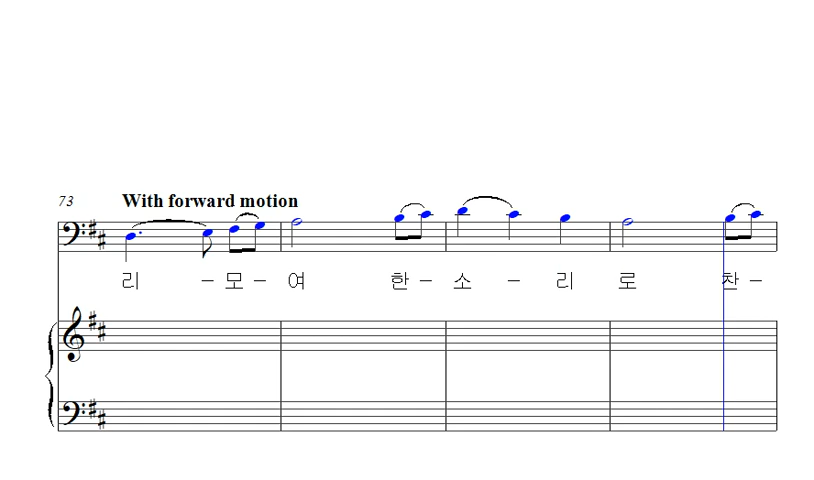 73 With forward motion
리 - 모 - 여 한 - 소 - 리 로 찬 -